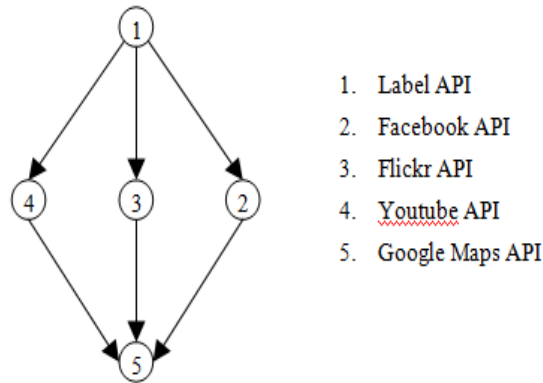 1
4
3
2
5
1. Label API
2. Facebook API
3. Flickr API
4. Youtube API
5. Google Maps API